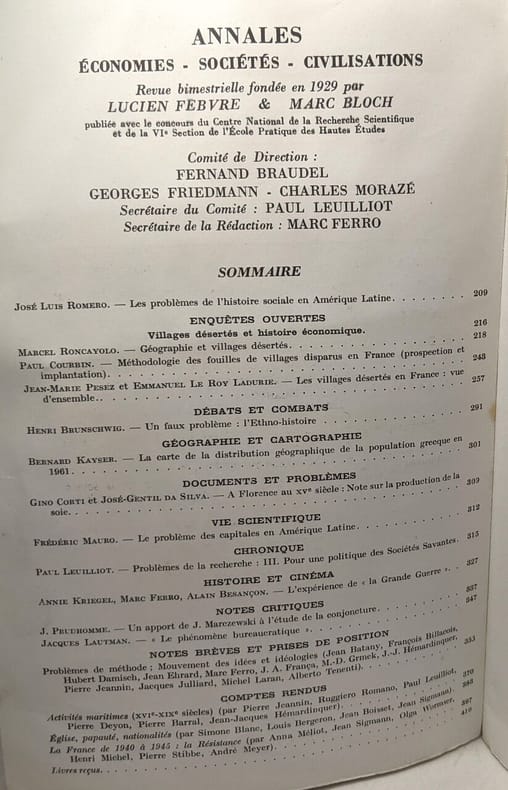 ANNALES
ÉCONOMIES - SOCIÉTÉS - CIVILISATIONS
Revue bimestrielle fondée en 1929 par
LUCIEN FEBVRE & MARC BLOCH
publiée avec le concours du Centre National de la Recherche Scientifique
et de la VIe Section de l'École Pratique des Hautes Études
Comité de Direction :
FERNAND BRAUDEL
GEORGES FRIEDMANN - CHARLES MORAZÉ
Secrétaire du Comité : PAUL LEUILLIOT
Secrétaire de la Rédaction : MARC FERRO
SOMMAIRE
JOSÉ LUIS ROMERO. — Les problèmes de l'histoire sociale en Amérique Latine. 209
ENQUÊTES OUVERTES
Villages désertés et histoire économique. 216
MARCEL RONCAYOLO. — Géographie et villages désertés. 218
PAUL COURBIN. — Méthodologie des fouilles de villages disparus en France (prospection et
implantation). 243
JEAN-MARIE PESEZ et EMMANUEL LE ROY LADURIE. — Les villages désertés en France : vue
d'ensemble. 257
DÉBATS ET COMBATS
HENRI BRUNSCHWIG. — Un faux problème : l'Ethno-histoire 291
GÉOGRAPHIE ET CARTOGRAPHIE
BERNARD KAYSER. — La carte de la distribution géographique de la population grecque en
1961. 301
DOCUMENTS ET PROBLÈMES
GINO CORTI et JOSÉ-GENTIL DA SILVA. — A Florence au XVe siècle : Note sur la production de la
soie. 309
VIE SCIENTIFIQUE
FRÉDÉRIC MAURO. — Le problème des capitales en Amérique Latine. 312
CHRONIQUE
PAUL LEUILLIOT. — Problèmes de la recherche : III. Pour une politique des Sociétés Savantes. 315
HISTOIRE ET CINÉMA
ANNIE KRIEGEL, MARC FERRO, ALAIN BESANÇON. — L'expérience de « la Grande Guerre ». 327
NOTES CRITIQUES
J. PRUDHOMME. — Un apport de J. Marczewski à l'étude de la conjoncture. 337
JACQUES LAUTMAN. — « Le phénomène bureaucratique ». 347
NOTES BRÈVES ET PRISES DE POSITION
Problèmes de méthode ; Mouvement des idées et idéologies (Jean Batany, François Billacois,
Hubert Damisch, Jean Ehrard, Marc Ferro, J. A. França, M.-D. Grmek, J.-J. Hémardinquer,
Pierre Jeannin, Jacques Julliard, Michel Laran, Alberto Tenenti). 353
COMPTES RENDUS
Activités maritimes (XVIe-XIXe siècles) (par Pierre Jeannin, Ruggiero Romano, Paul Leuilliot,
Pierre Deyon, Pierre Barral, Jean-Jacques Hémardinquer). 370
Église, papauté, nationalités (par Simone Blanc, Louis Bergeron, Jean Boisset, Jean Sigmann). 385
La France de 1940 à 1945 : la Résistance (par Anna Méliot, Jean Sigmann, Olga Wormser,
Henri Michel, Pierre Stibbe, André Meyer). 397
Livres reçus. 410